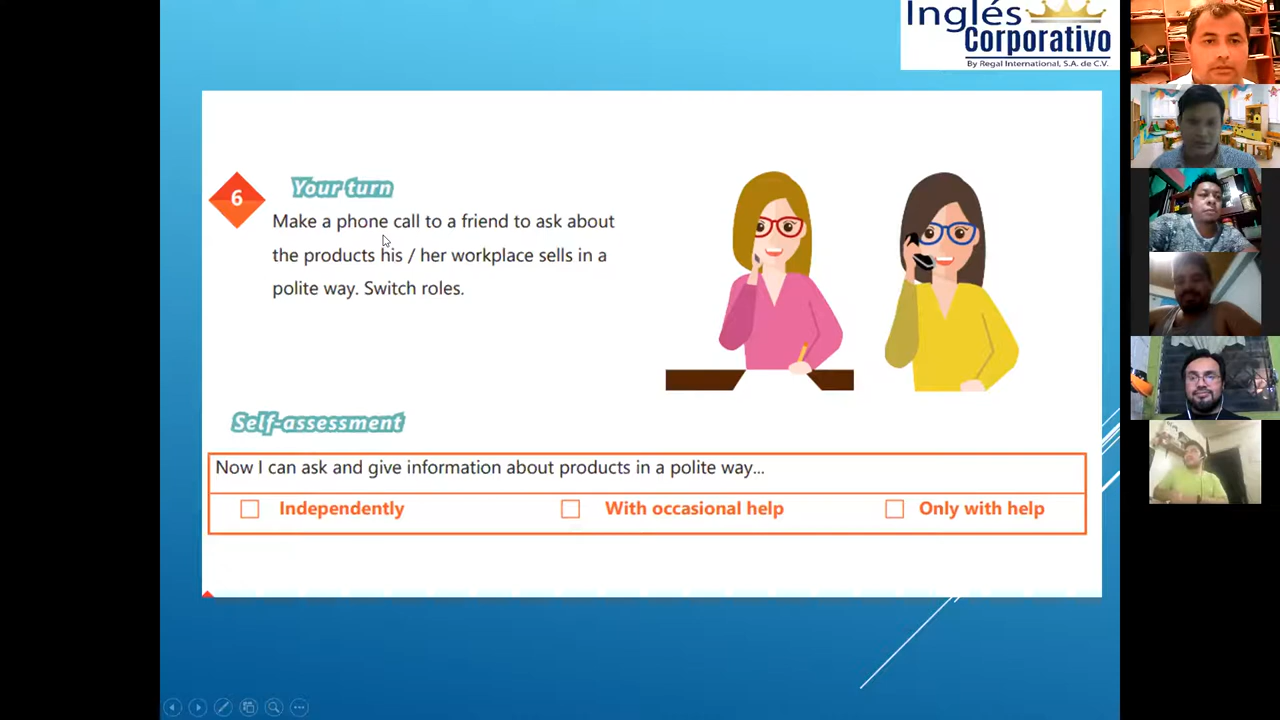 Inglés
Corporativo
By Regal International, S.A. de C.V.
6
Your turn
Make a phone call to a friend to ask about
the products his / her workplace sells in a
polite way. Switch roles.
Self-assessment
Now I can ask and give information about products in a polite way...
Independently
With occasional help
Only with help